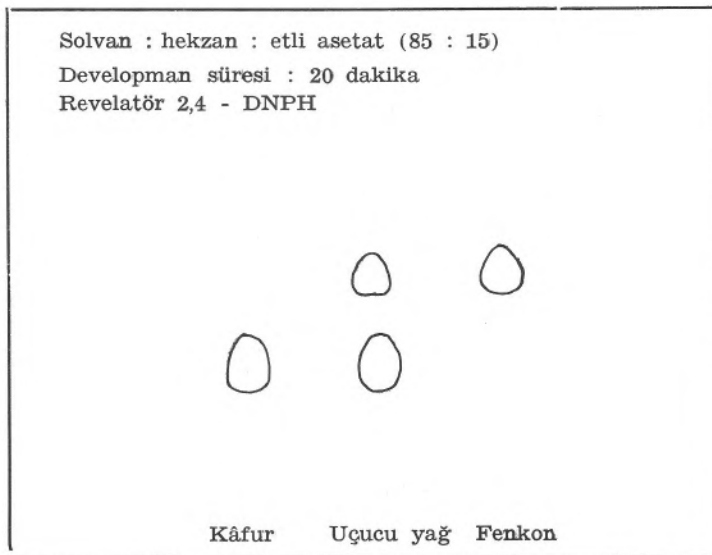 Solvan : hekzan : etli asetat (85 : 15)
Developman süresi : 20 dakika
Revelatör 2,4 - DNPH
Kâfur Uçucu yağ Fenkon